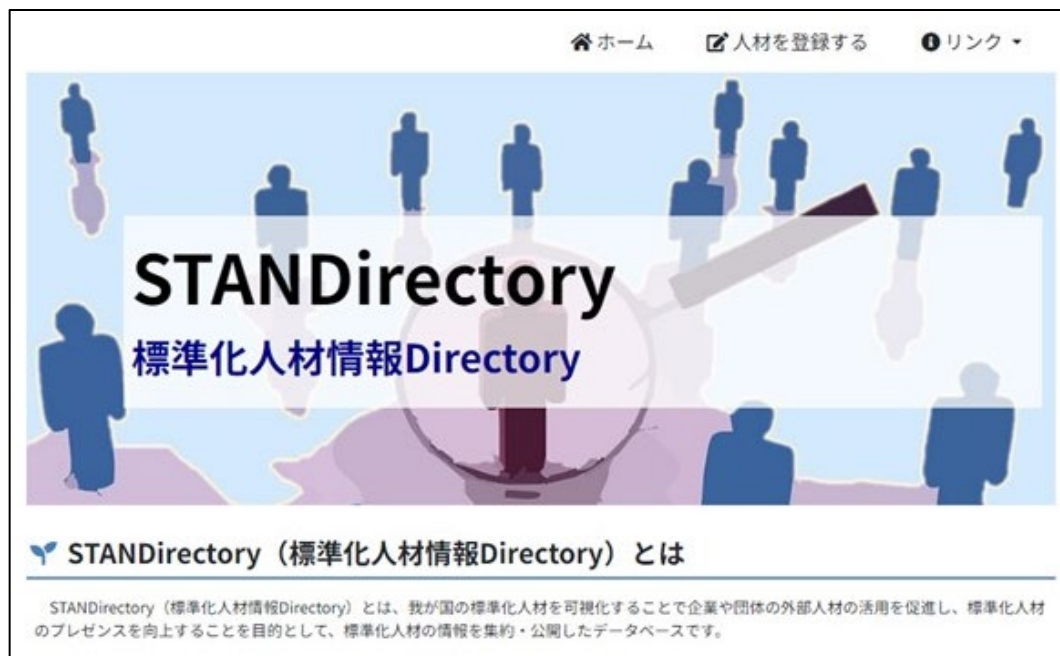 ホーム 人材を登録する リンク
STANDirectory
標準化人材情報Directory
STANDirectory（標準化人材情報Directory）とは
STANDirectory（標準化人材情報Directory）とは、我が国の標準化人材を可視化することで企業や団体の外部人材の活用を促進し、標準化人材
のプレゼンスを向上することを目的として、標準化人材の情報を集約・公開したデータベースです。